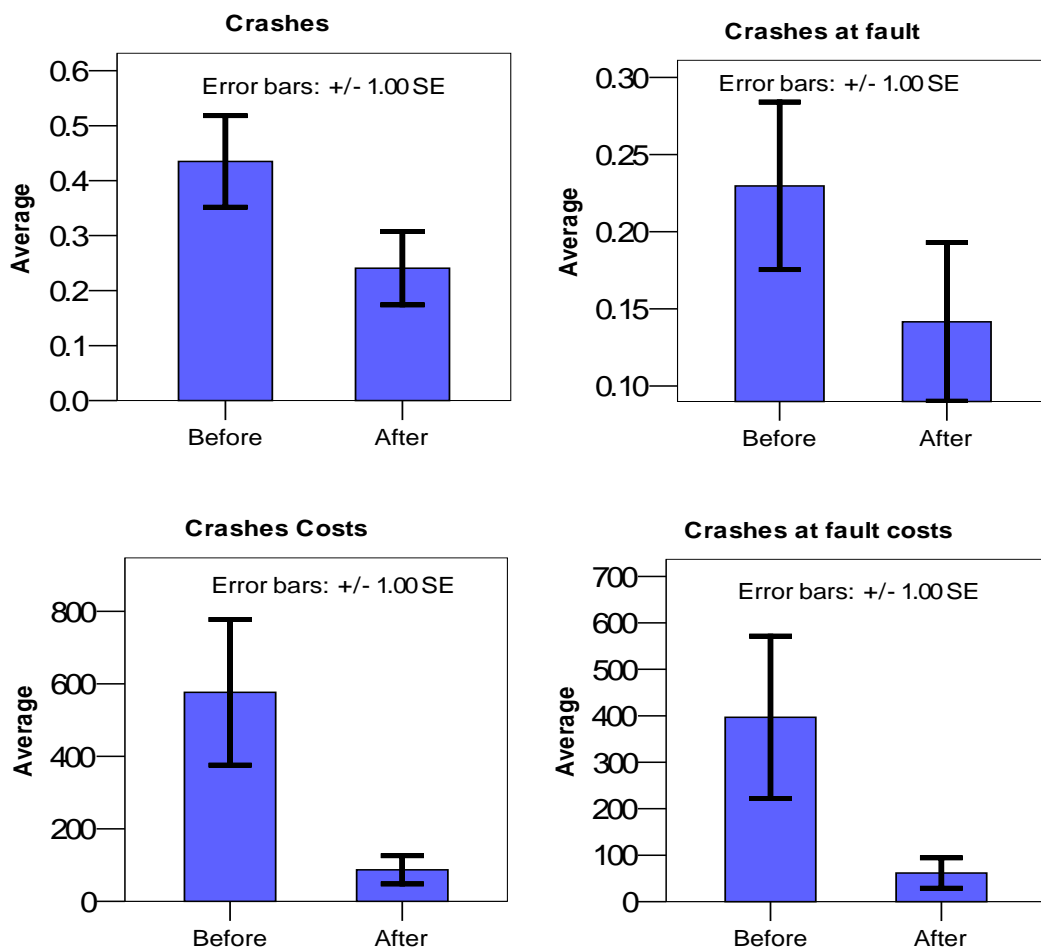 Crashes
Error bars: +/- 1.00 SE
Average
0.6
0.5
0.4
0.3
0.2
0.1
0.0
Before After
Crashes at fault
Error bars: +/- 1.00 SE
Average
0.30
0.25
0.20
0.15
0.10
Before After
Crashes Costs
Error bars: +/- 1.00 SE
Average
800
600
400
200
0
Before After
Crashes at fault costs
Error bars: +/- 1.00 SE
Average
700
600
500
400
300
200
100
0
Before After